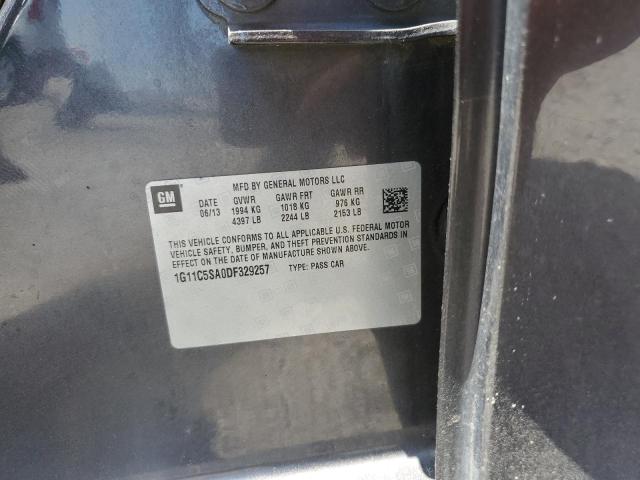 GM
MFD BY GENERAL MOTORS LLC
DATE GVWR GAWR FRT GAWR RR
06/13 1994 KG 1018 KG 976 KG
4397 LB 2244 LB 2153 LB
THIS VEHICLE CONFORMS TO ALL APPLICABLE U.S. FEDERAL MOTOR
VEHICLE SAFETY, BUMPER, AND THEFT PREVENTION STANDARDS IN
EFFECT ON THE DATE OF MANUFACTURE SHOWN ABOVE.
1G11C5SA0DF329257 TYPE: PASS CAR